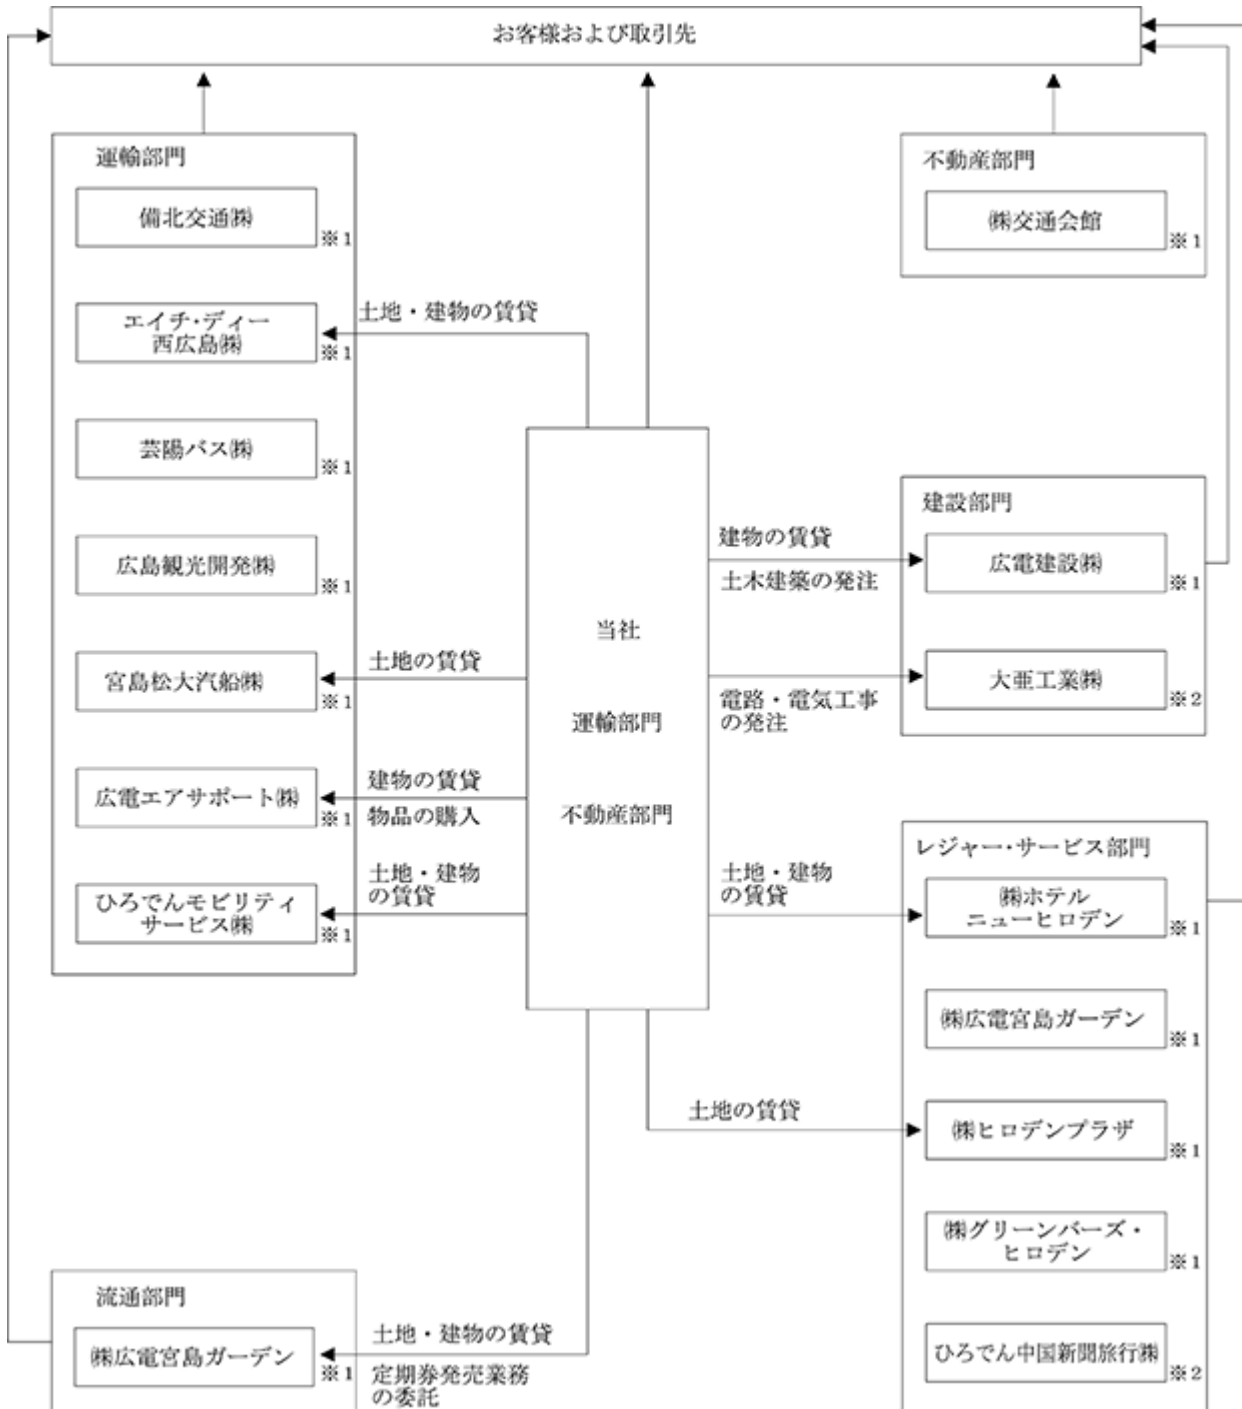 お客様および取引先
運輸部門
備北交通㈱
※1
エイチ・ディー
西広島㈱
※1
芸陽バス㈱
※1
広島観光開発㈱
※1
宮島松大汽船㈱
※1
広電エアサポート㈱
※1
ひろでんモビリティ
サービス㈱
※1
流通部門
㈱広電宮島ガーデン
※1
土地・建物の賃貸
土地の賃貸
建物の賃貸
物品の購入
土地・建物
の賃貸
土地・建物の賃貸
定期券発売業務
の委託
当社
運輸部門
不動産部門
建物の賃貸
土木建築の発注
電路・電気工事
の発注
土地・建物
の賃貸
土地の賃貸
不動産部門
㈱交通会館
※1
建設部門
広電建設㈱
※1
大亜工業㈱
※2
レジャー・サービス部門
㈱ホテル
ニューヒロデン
※1
㈱広電宮島ガーデン
※1
㈱ヒロデンプラザ
※1
㈱グリーンバーズ・
ヒロデン
※1
ひろでん中国新聞旅行㈱
※2